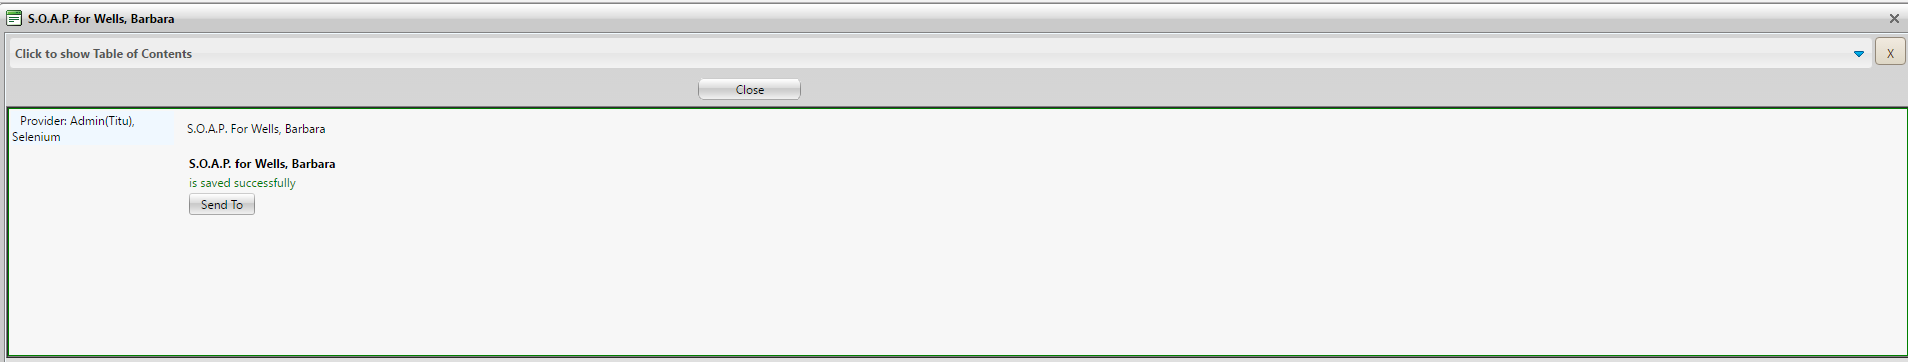 S.O.A.P. for Wells, Barbara
Click to show Table of Contents
X
Close
Provider: Admin(Titu),
Selenium
S.O.A.P. For Wells, Barbara
S.O.A.P. for Wells, Barbara
is saved successfully
Send To